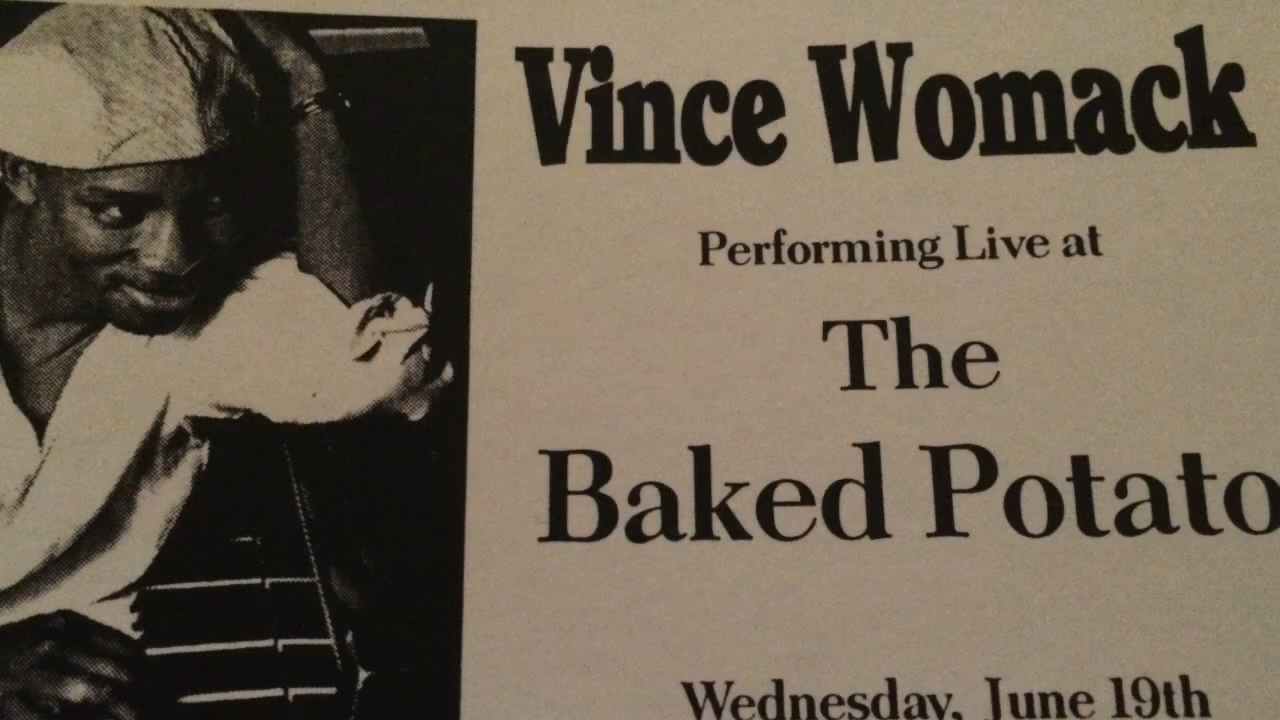 Vince Womack
Performing Live at
The
Baked Potato
Wednesday, June 19th